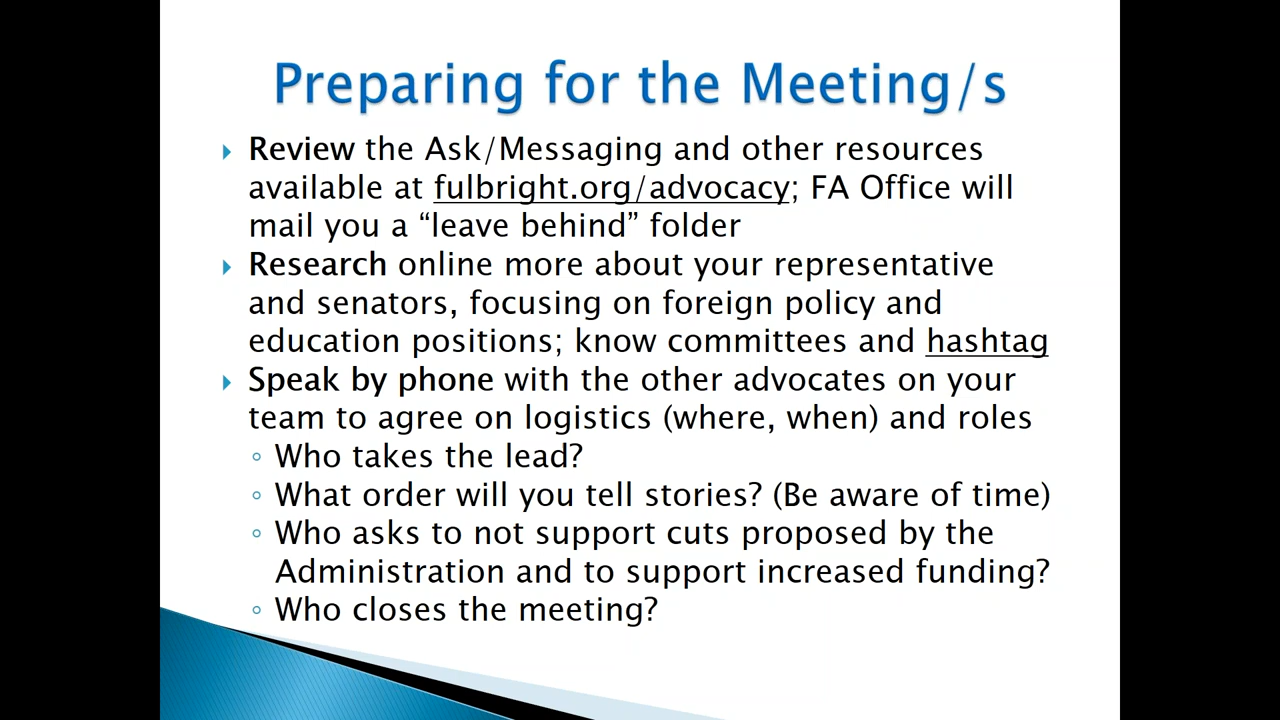 Preparing for the Meeting/s
Review the Ask/Messaging and other resources
available at fulbright.org/advocacy; FA Office will
mail you a “leave behind” folder
Research online more about your representative
and senators, focusing on foreign policy and
education positions; know committees and hashtag
Speak by phone with the other advocates on your
team to agree on logistics (where, when) and roles
Who takes the lead?
What order will you tell stories? (Be aware of time)
Who asks to not support cuts proposed by the
Administration and to support increased funding?
Who closes the meeting?